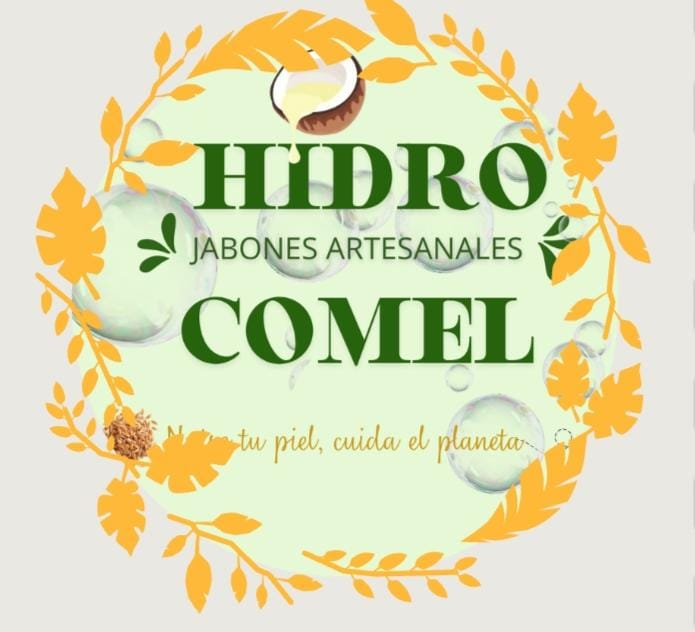 HIDRO
JABONES ARTESANALES
COMEL
tu piel, cuida el planeta